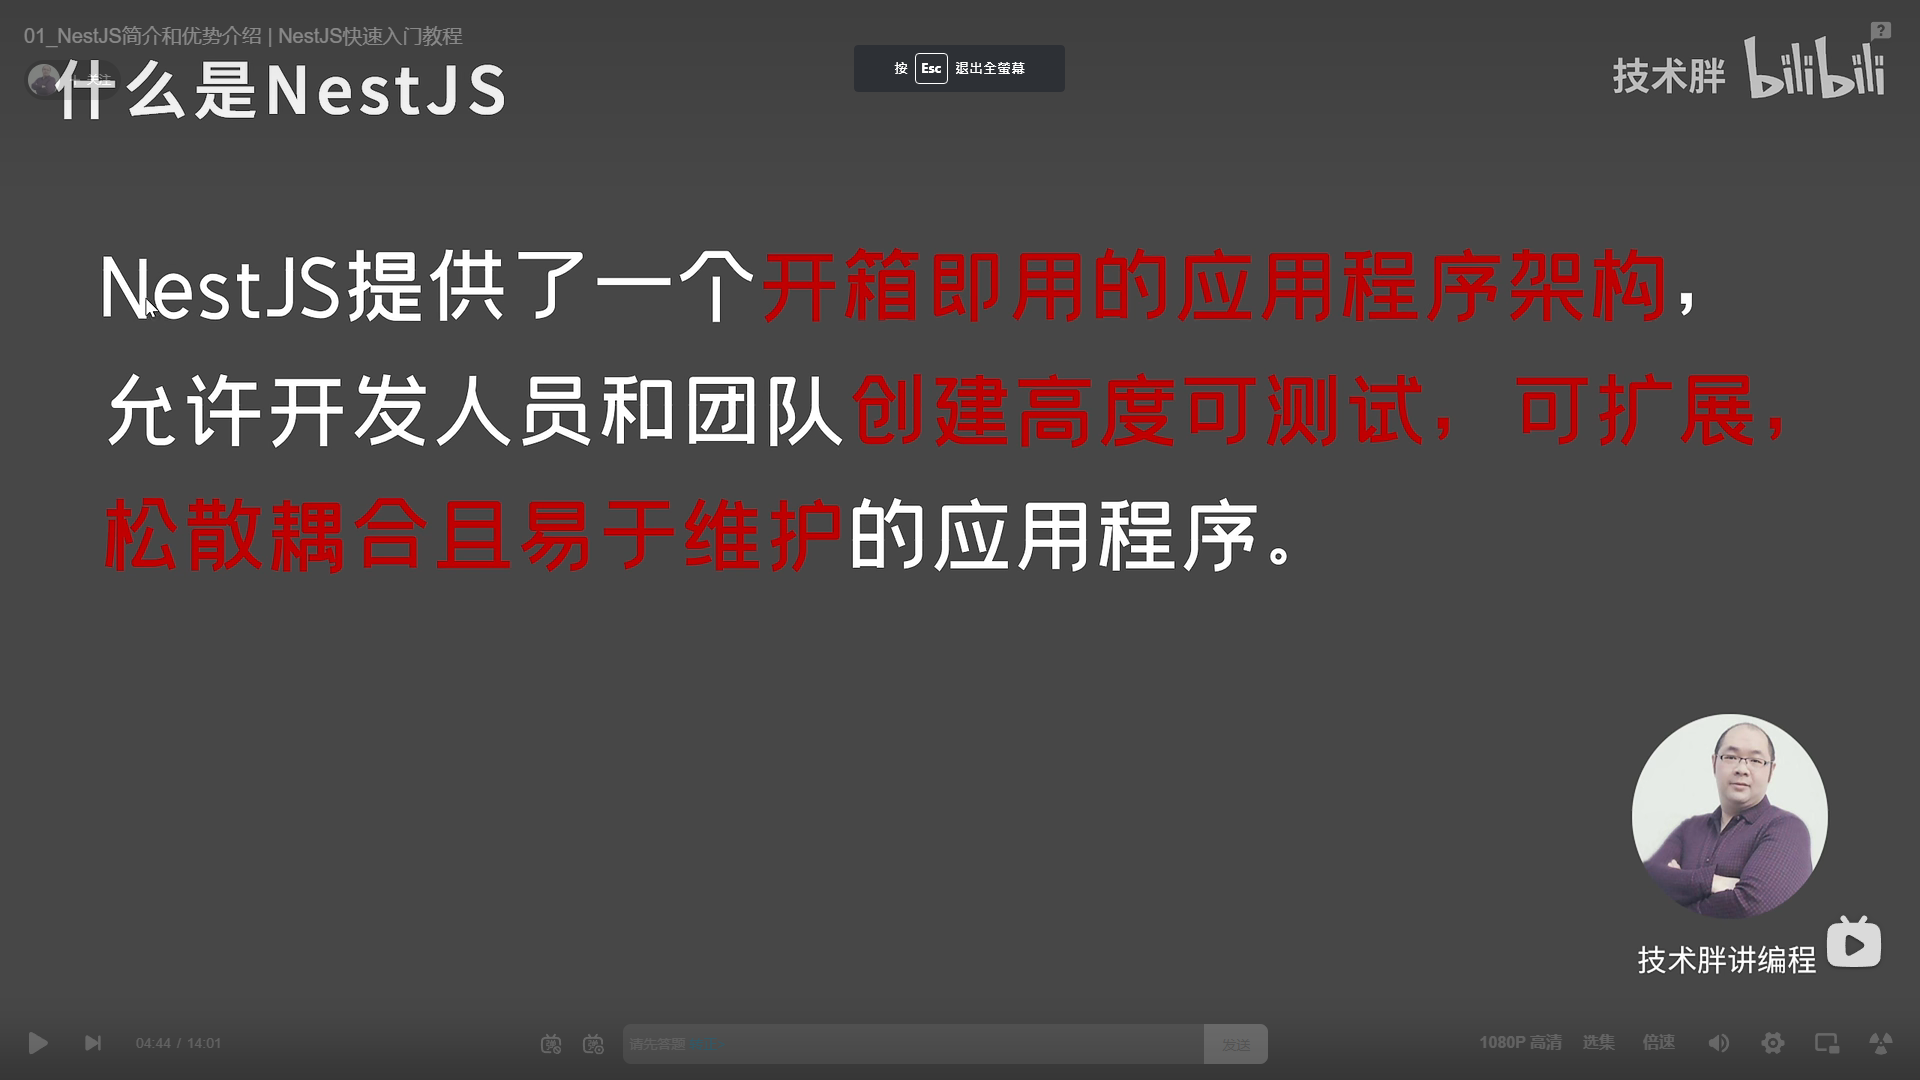 01_NestJS简介和优势介绍 | NestJS快速入门教程
+ 关注
什么是NestJS
按 Esc 退出全螢幕
技术胖 bilibili
?
NestJS提供了一个开箱即用的应用程序架构，
允许开发人员和团队创建高度可测试，可扩展，
松散耦合且易于维护的应用程序。
技术胖讲编程
04:44 / 14:01
请先答题
发送
1080P 高清
选集
倍速